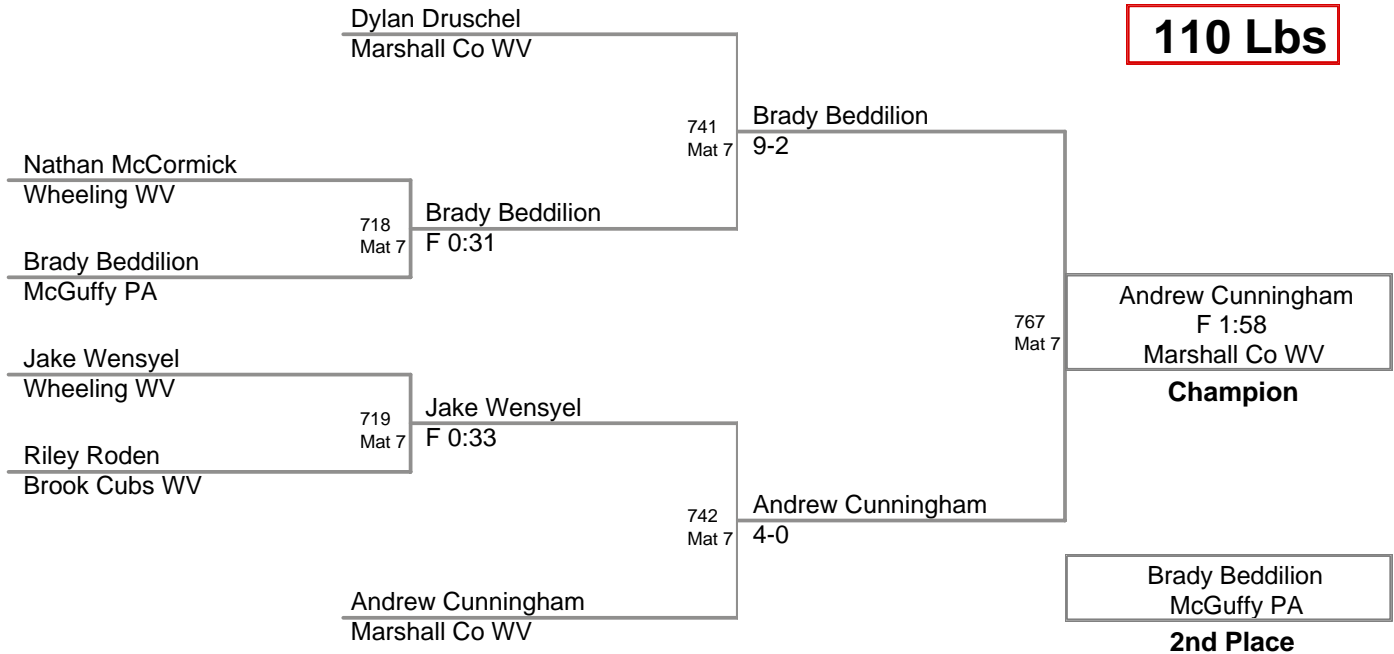 Dylan Druschel
Marshall Co WV
110 Lbs
741
Mat 7
Brady Beddilion
9-2
Nathan McCormick
Wheeling WV
718
Mat 7
Brady Beddilion
F 0:31
Brady Beddilion
McGuffy PA
767
Mat 7
Andrew Cunningham
F 1:58
Marshall Co WV
Champion
Jake Wensyel
Wheeling WV
719
Mat 7
Jake Wensyel
F 0:33
Riley Roden
Brook Cubs WV
742
Mat 7
Andrew Cunningham
4-0
Andrew Cunningham
Marshall Co WV
Brady Beddilion
McGuffy PA
2nd Place